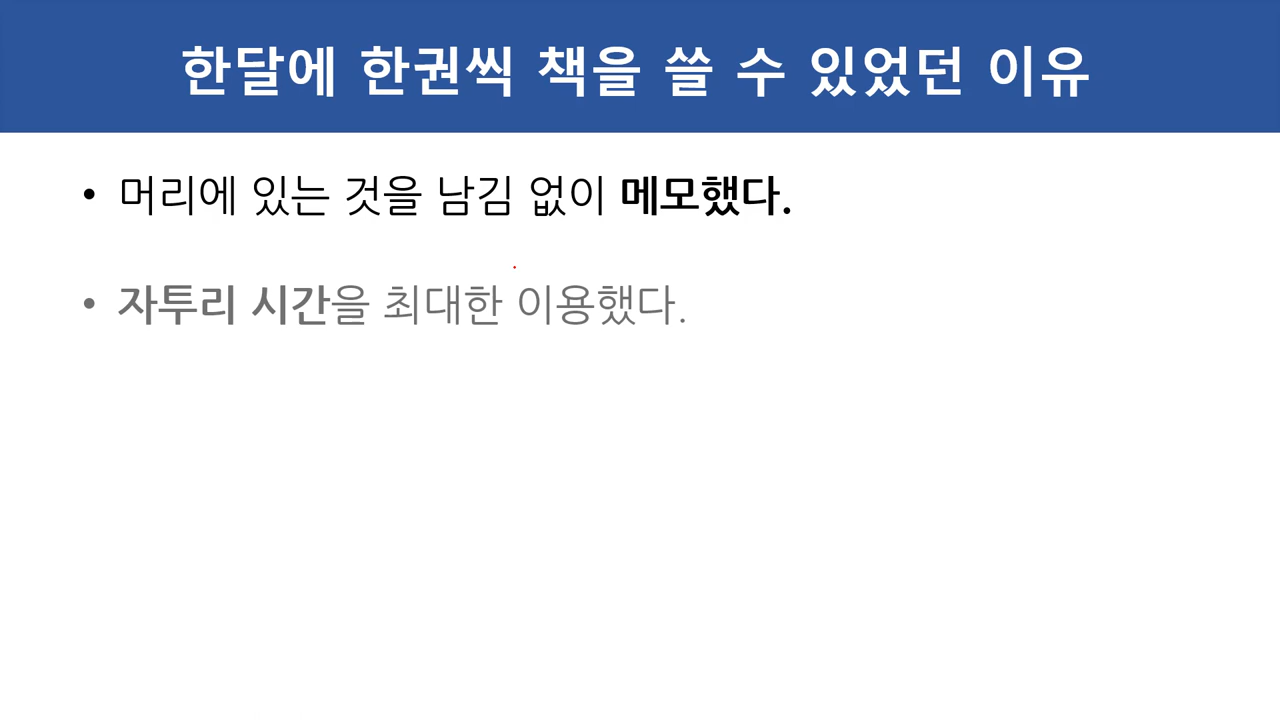 한달에 한권씩 책을 쓸 수 있었던 이유
• 머리에 있는 것을 남김 없이 메모했다.
• 자투리 시간을 최대한 이용했다.